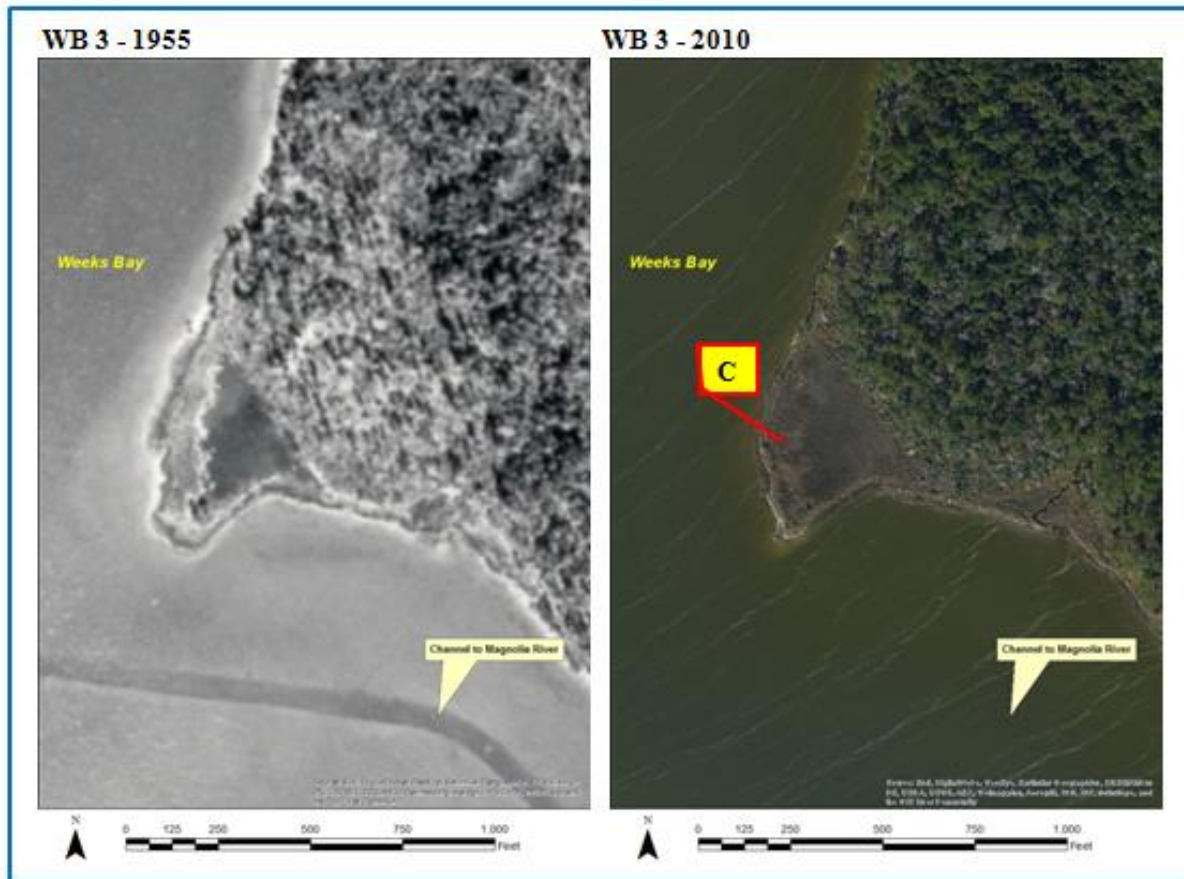 WB 3 - 1955
WB 3 - 2010
Weeks Bay
Weeks Bay
C
Channel to Magnolia River
Channel to Magnolia River
N
0 125 250 500 750 1,000
Feet
N
0 125 250 500 750 1,000
Feet